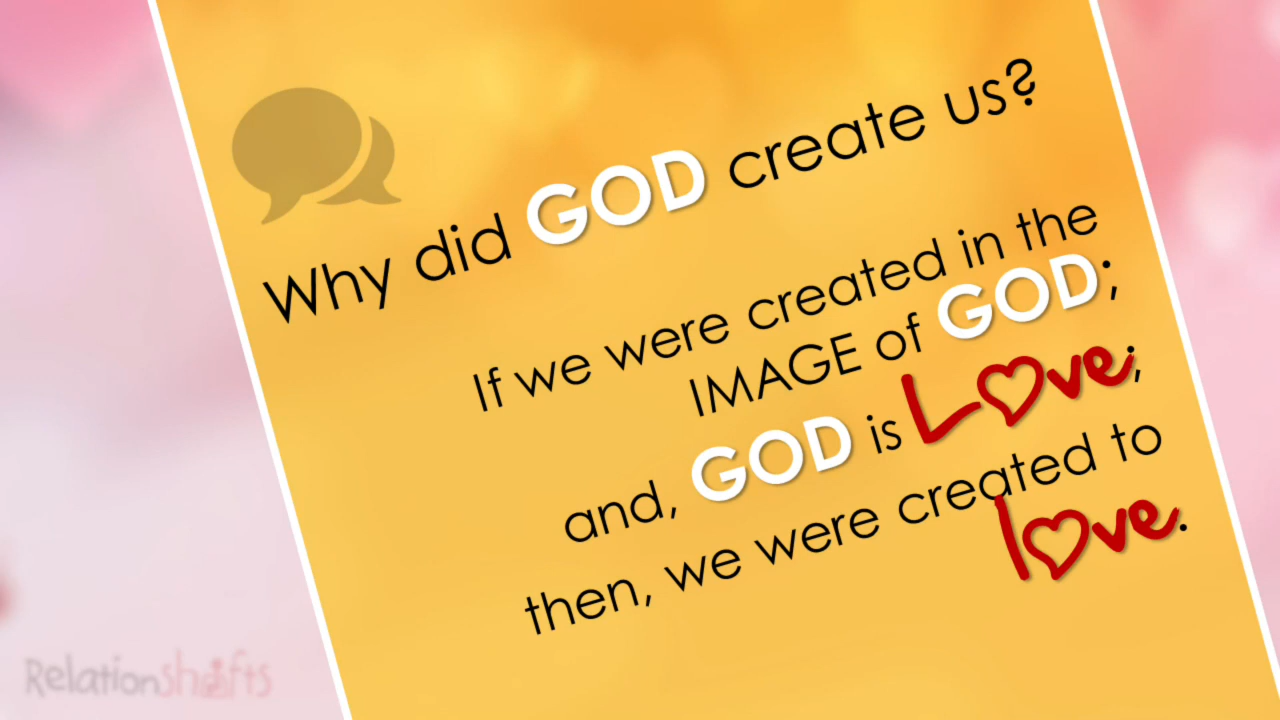 Why did GOD create us?
If we were created in the
IMAGE of GOD;
and, GOD is Love;
then, we were created to
love.
Relationshifts